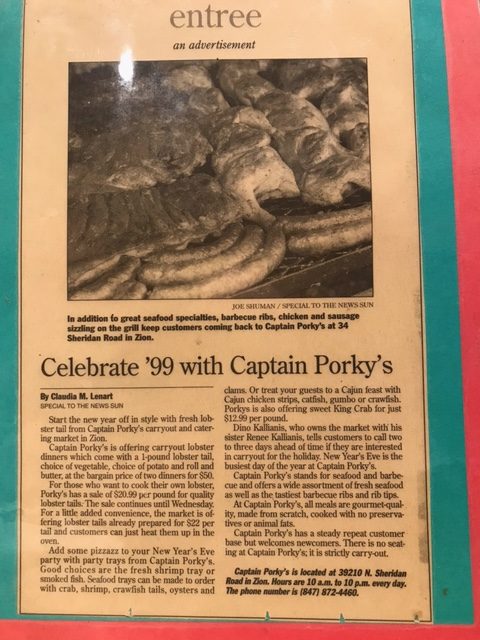 entree
an advertisement
JOE SHUMAN / SPECIAL TO THE NEWS SUN
In addition to great seafood specialties, barbecue ribs, chicken and sausage
sizzling on the grill keep customers coming back to Captain Porky's at 34
Sheridan Road in Zion.
Celebrate '99 with Captain Porky's
By Claudia M. Lenart
SPECIAL TO THE NEWS SUN
Start the new year off in style with fresh lob-
ster tail from Captain Porky's carryout and cater-
ing market in Zion.
Captain Porky's is offering carryout lobster
dinners which come with a 1-pound lobster tail,
choice of vegetable, choice of potato and roll and
butter, at the bargain price of two dinners for $50.
For those who want to cook their own lobster,
Porky's has a sale of $20.99 per pound for quality
lobster tails. The sale continues until Wednesday.
For a little added convenience, the market is of-
fering lobster tails already prepared for $22 per
tail and customers can just heat them up in the
oven.
Add some pizzazz to your New Year's Eve
party with party trays from Captain Porky's.
Good choices are the fresh shrimp tray or
smoked fish. Seafood trays can be made to order
with crab, shrimp, crawfish tails, oysters and
clams. Or treat your guests to a Cajun feast with
Cajun chicken strips, catfish, gumbo or crawfish.
Porkys is also offering sweet King Crab for just
$12.99 per pound.
Dino Kallianis, who owns the market with his
sister Renee Kallianis, tells customers to call two
to three days ahead of time if they are interested
in carryout for the holiday. New Year's Eve is the
busiest day of the year at Captain Porky's.
Captain Porky's stands for seafood and barbe-
cue and offers a wide assortment of fresh seafood
as well as the tastiest barbecue ribs and rib tips.
At Captain Porky's, all meals are gourmet-qual-
ity, made from scratch, cooked with no preserva-
tives or animal fats.
Captain Porky's has a steady repeat customer
base but welcomes newcomers. There is no seat-
ing at Captain Porky's; it is strictly carry-out.
Captain Porky's is located at 39210 N. Sheridan
Road in Zion. Hours are 10 a.m. to 10 p.m. every day.
The phone number is (847) 872-4460.